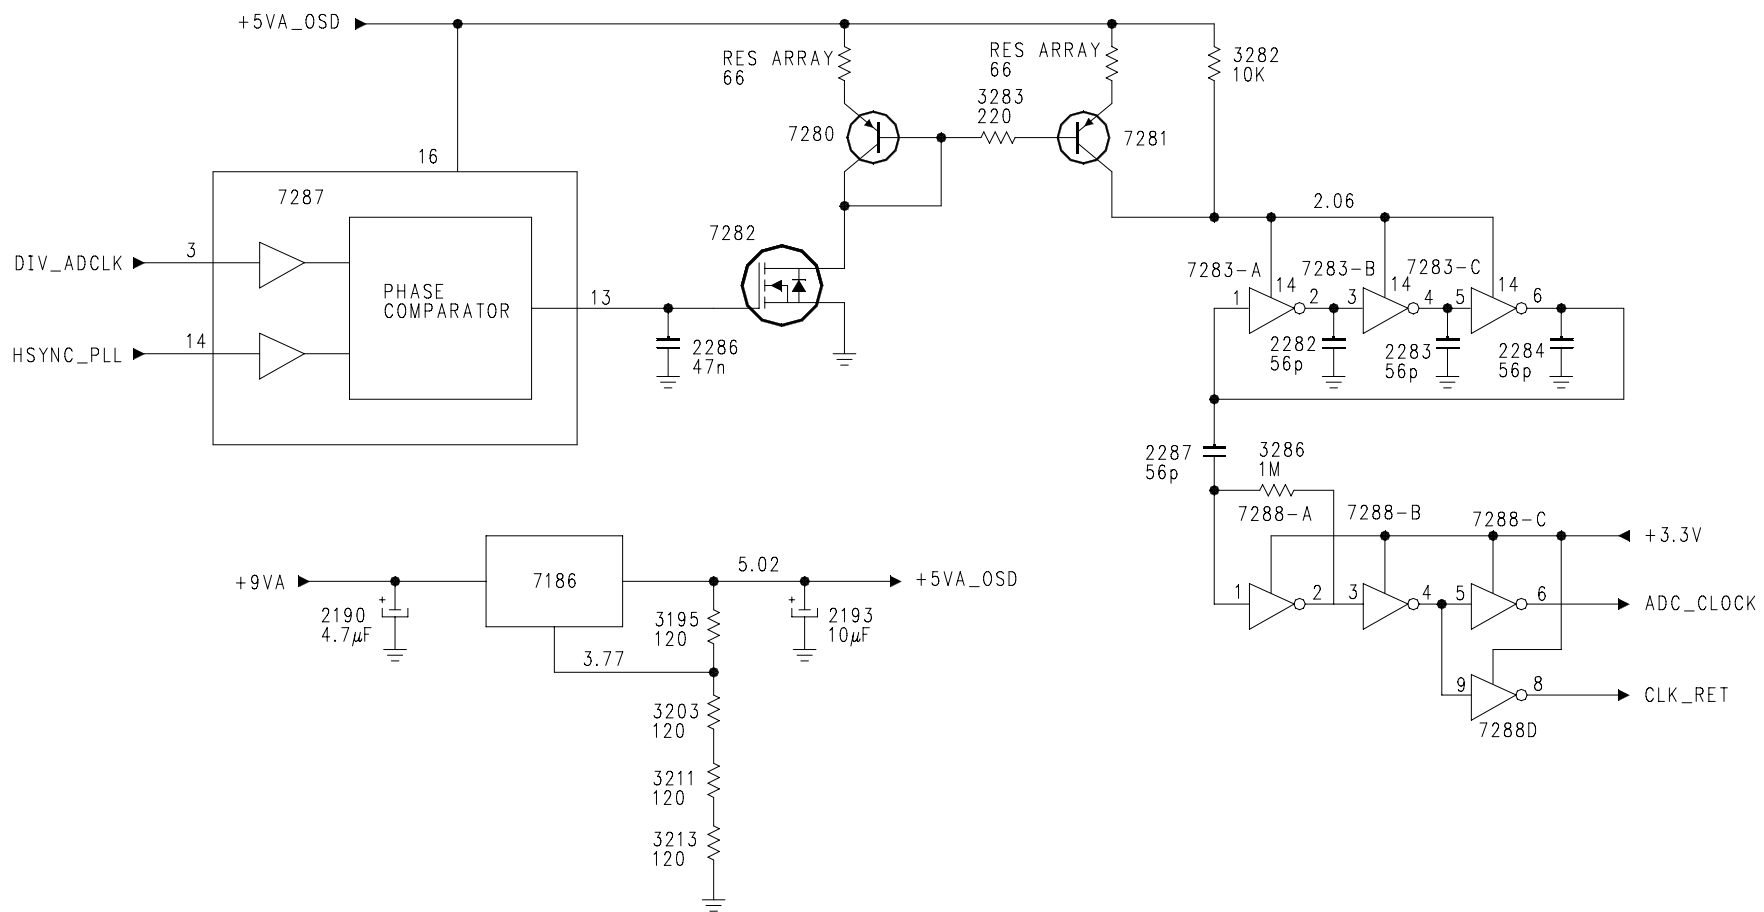 +5VA_OSD
RES ARRAY
66
RES ARRAY
66
3282
10K
3283
220
7280
7281
16
7287
2.06
7282
DIV_ADCLK
3
PHASE
COMPARATOR
13
HSYNC_PLL
14
2286
47n
7283-A
7283-B
7283-C
14
14
14
1
2
3
4
5
6
2282
56p
2283
56p
2284
56p
2287
56p
3286
1M
7288-A
7288-B
7288-C
+3.3V
1
2
3
4
5
6
ADC_CLOCK
9
8
CLK_RET
7288D
+9VA
7186
5.02
+5VA_OSD
+
2190
4.7µF
3195
120
+
2193
10µF
3.77
3203
120
3211
120
3213
120